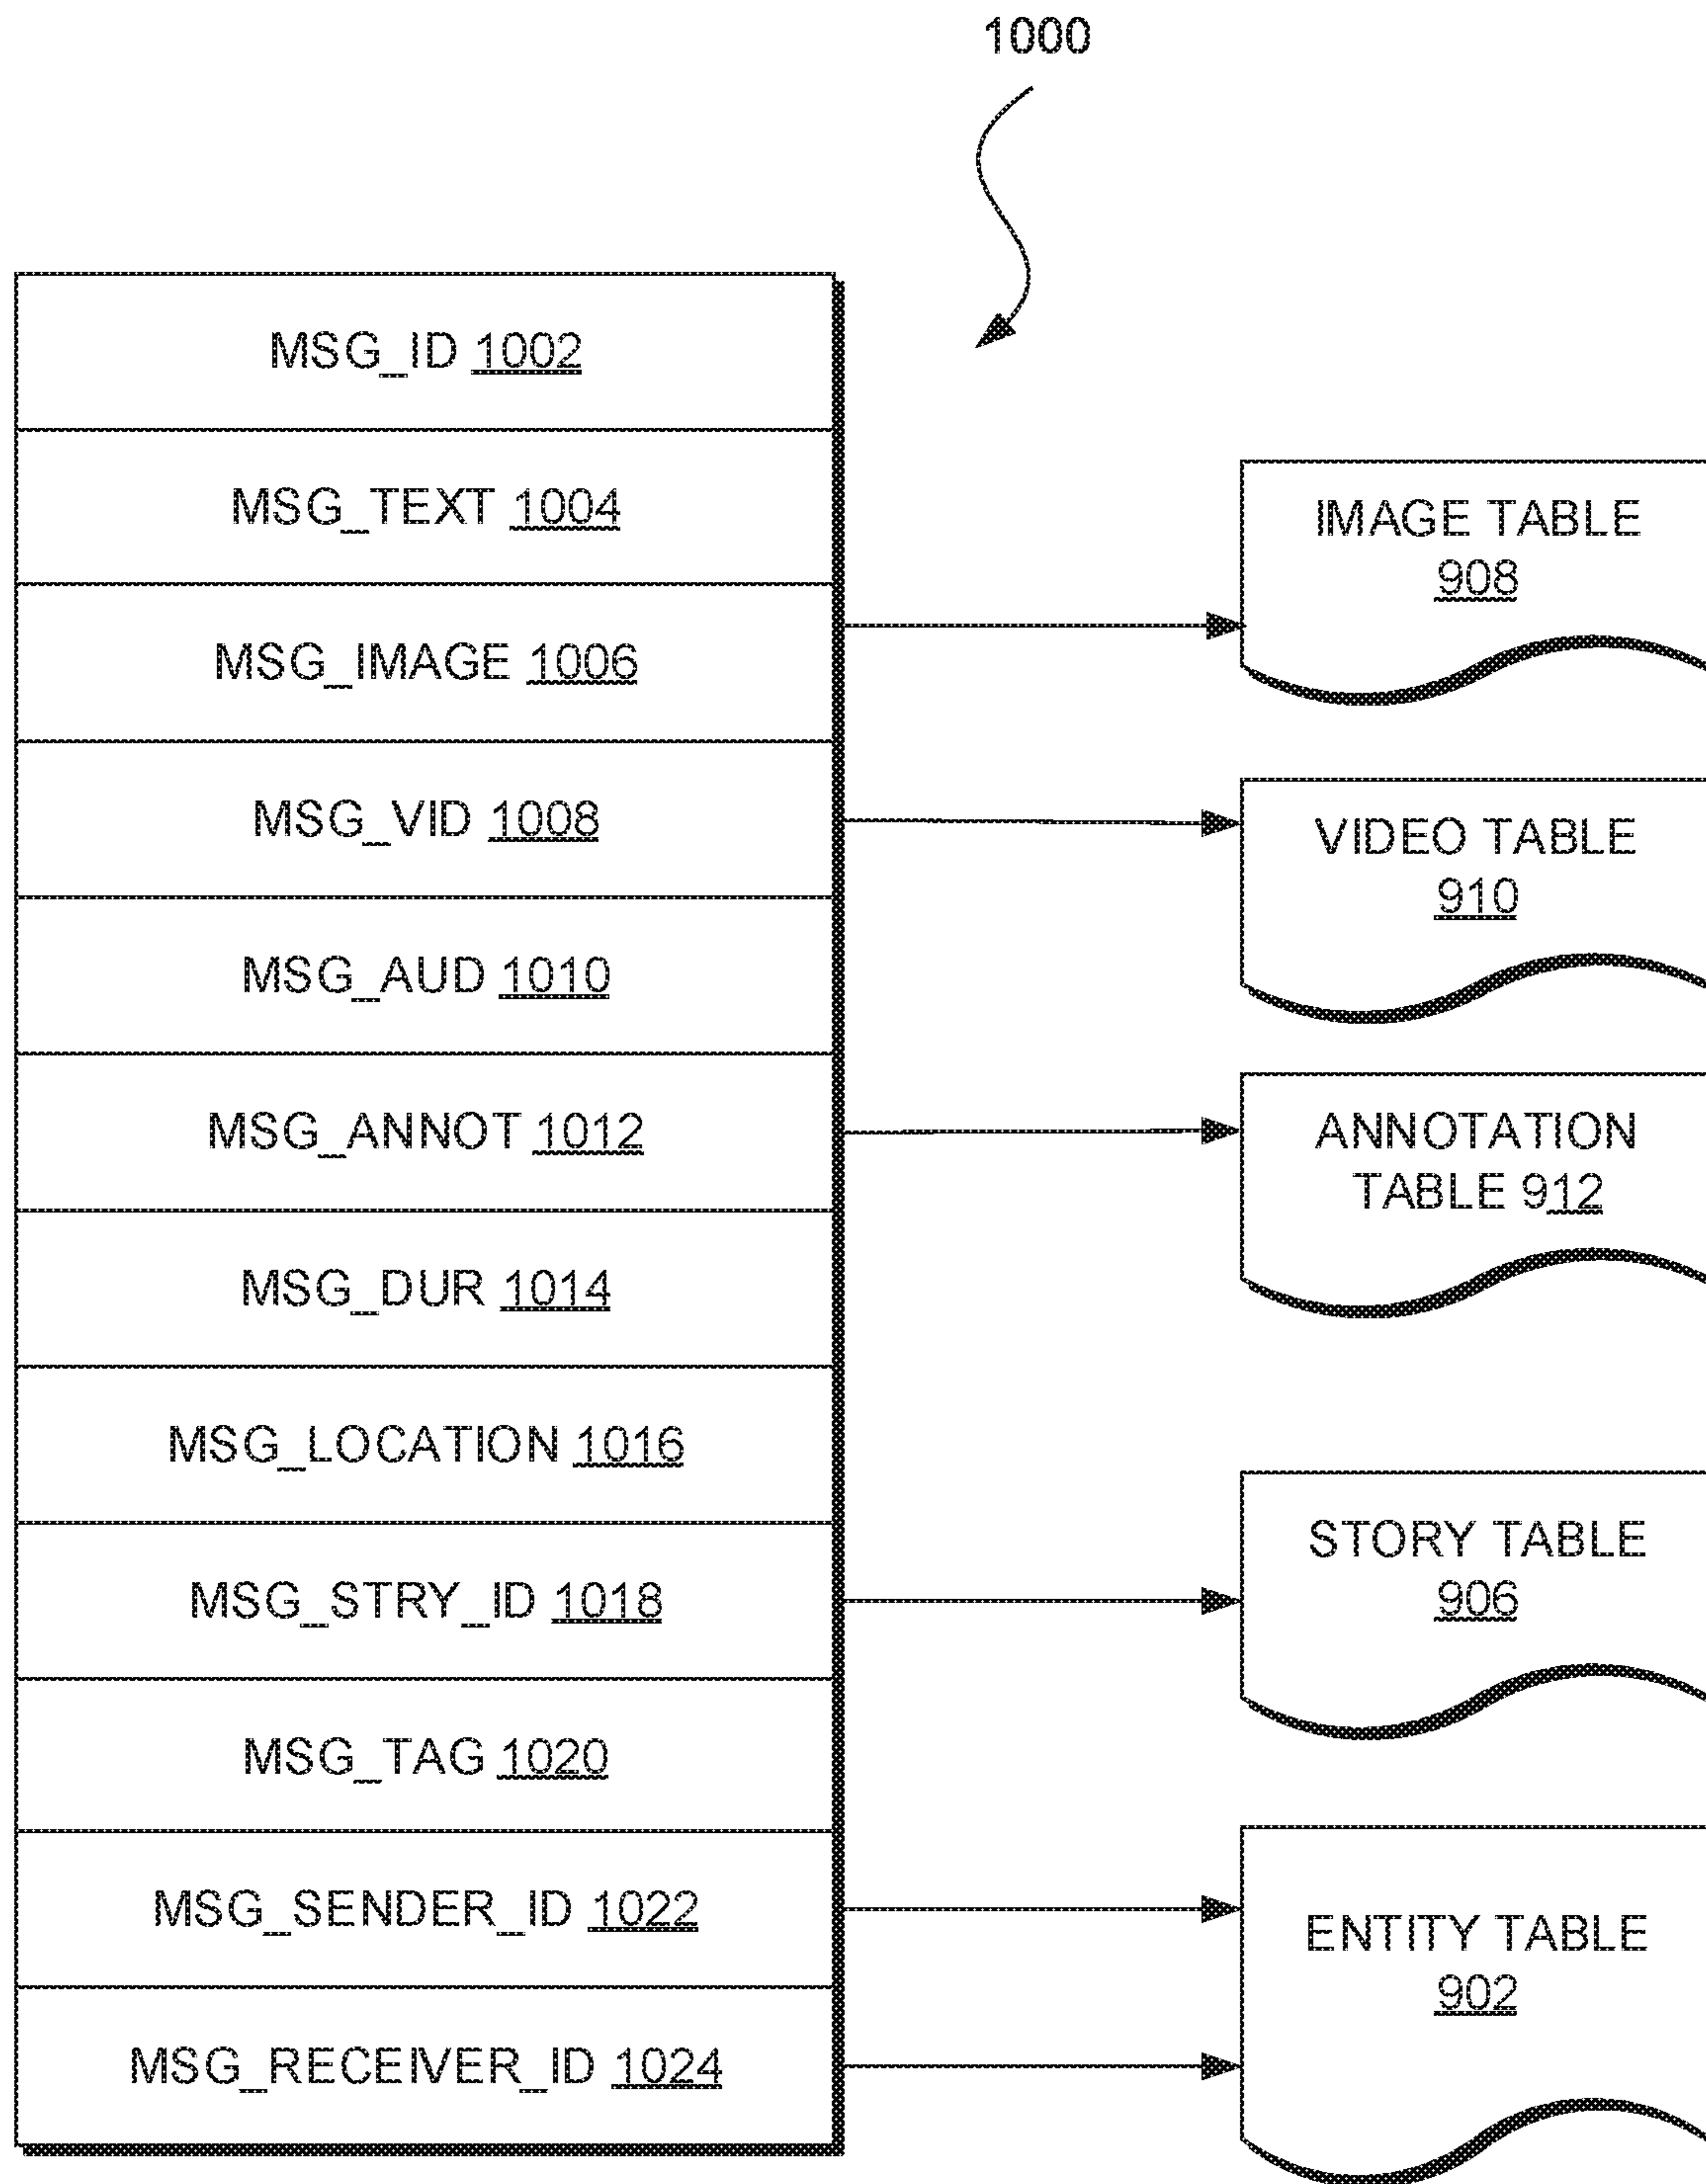 1000
MSG_ID 1002
MSG_TEXT 1004
MSG_IMAGE 1006
MSG_VID 1008
MSG_AUD 1010
MSG_ANNOT 1012
MSG_DUR 1014
MSG_LOCATION 1016
MSG_STRY_ID 1018
MSG_TAG 1020
MSG_SENDER_ID 1022
MSG_RECEIVER_ID 1024
IMAGE TABLE
908
VIDEO TABLE
910
ANNOTATION
TABLE 912
STORY TABLE
906
ENTITY TABLE
902